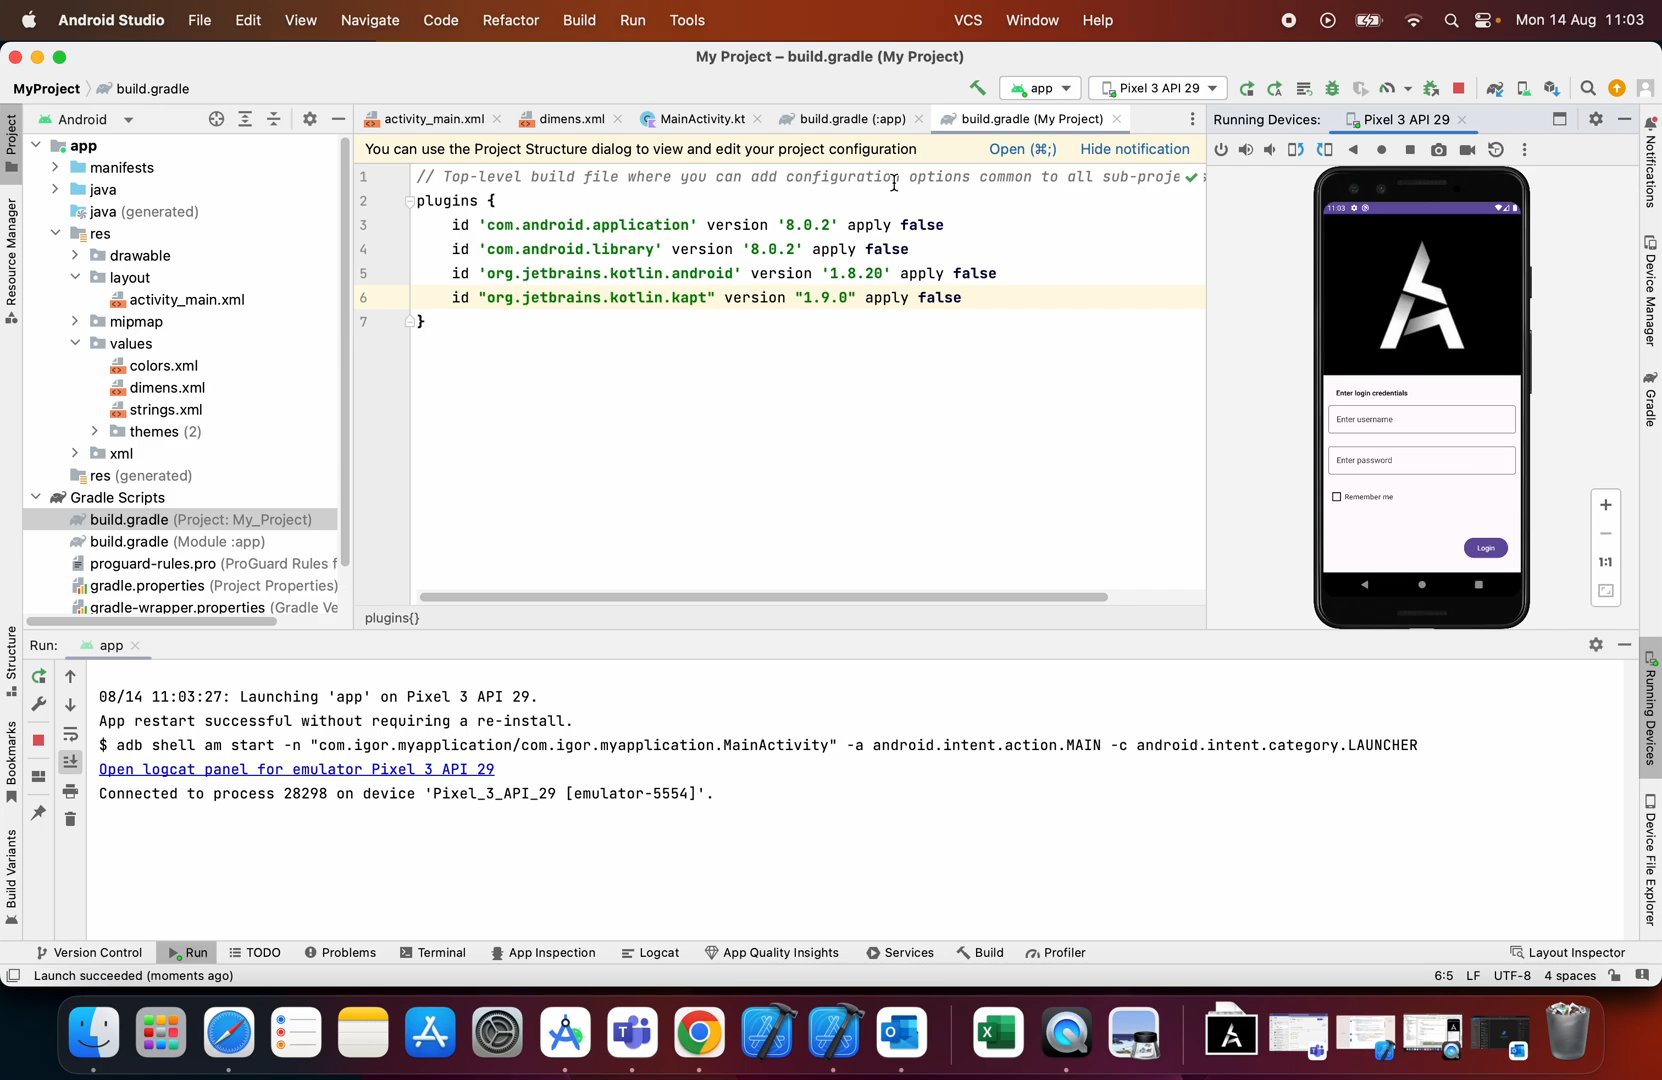 Android Studio File Edit View Navigate Code Refactor Build Run Tools VCS Window Help Mon 14 Aug 11:03
My Project – build.gradle (My Project)
MyProject build.gradle app Pixel 3 API 29
Android activity_main.xml dimens.xml MainActivity.kt build.gradle (:app) build.gradle (My Project) Running Devices: Pixel 3 API 29
You can use the Project Structure dialog to view and edit your project configuration Open (⌘;) Hide notification
Project
Resource Manager
Structure
Bookmarks
Build Variants
app
manifests
java
java (generated)
res
drawable
layout
activity_main.xml
mipmap
values
colors.xml
dimens.xml
strings.xml
themes (2)
xml
res (generated)
Gradle Scripts
build.gradle (Project: My_Project)
build.gradle (Module :app)
proguard-rules.pro (ProGuard Rules f
gradle.properties (Project Properties)
gradle-wrapper.properties (Gradle Ve
1 // Top-level build file where you can add configuration options common to all sub-proje
2 plugins {
3 id 'com.android.application' version '8.0.2' apply false
4 id 'com.android.library' version '8.0.2' apply false
5 id 'org.jetbrains.kotlin.android' version '1.8.20' apply false
6 id "org.jetbrains.kotlin.kapt" version "1.9.0" apply false
7 }
plugins{}
11:03
Enter login credentials
Enter username
Enter password
Remember me
Login
1:1
Notifications
Device Manager
Gradle
Running Devices
Device File Explorer
Run: app
08/14 11:03:27: Launching 'app' on Pixel 3 API 29.
App restart successful without requiring a re-install.
$ adb shell am start -n "com.igor.myapplication/com.igor.myapplication.MainActivity" -a android.intent.action.MAIN -c android.intent.category.LAUNCHER
Open logcat panel for emulator Pixel 3 API 29
Connected to process 28298 on device 'Pixel_3_API_29 [emulator-5554]'.
Version Control Run TODO Problems Terminal App Inspection Logcat App Quality Insights Services Build Profiler Layout Inspector
Launch succeeded (moments ago) 6:5 LF UTF-8 4 spaces